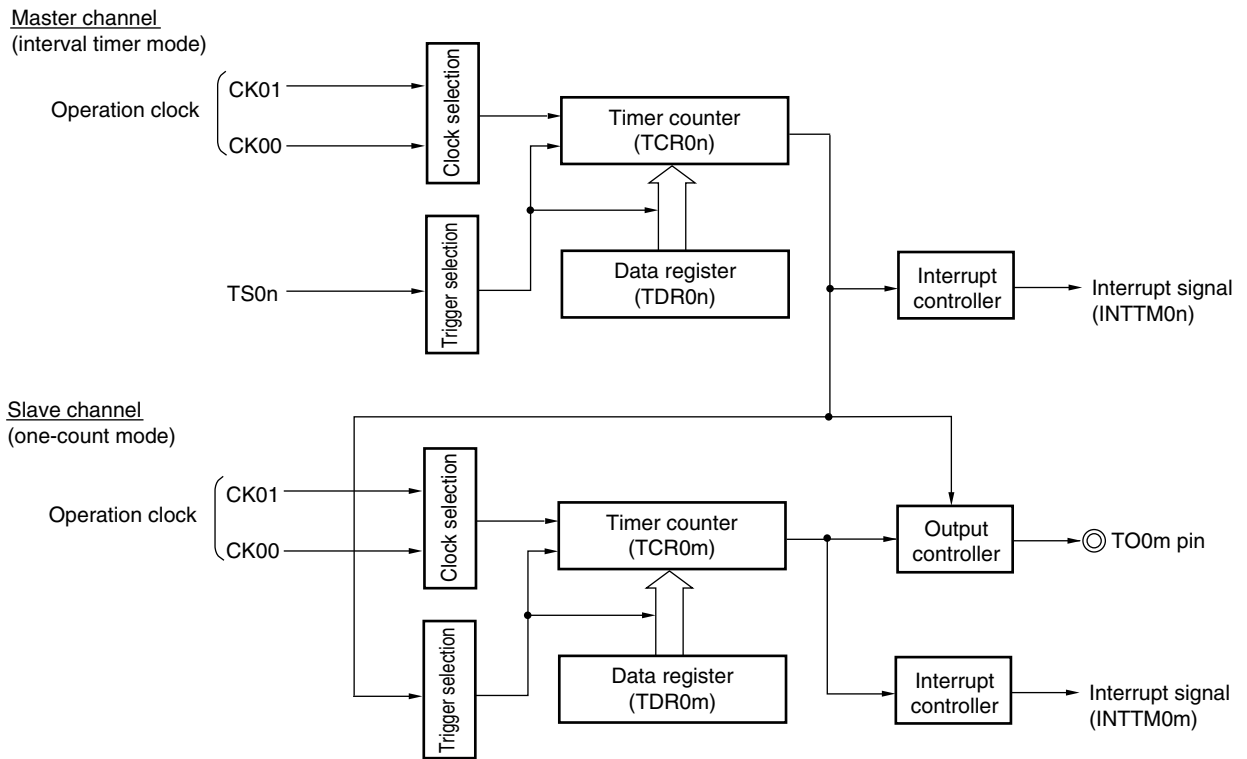 Master channel
(interval timer mode)
Operation clock
CK01
CK00
Clock selection
Timer counter
(TCR0n)
TS0n
Trigger selection
Data register
(TDR0n)
Interrupt
controller
Interrupt signal
(INTTM0n)
Slave channel
(one-count mode)
Operation clock
CK01
CK00
Clock selection
Timer counter
(TCR0m)
Output
controller
TO0m pin
Trigger selection
Data register
(TDR0m)
Interrupt
controller
Interrupt signal
(INTTM0m)